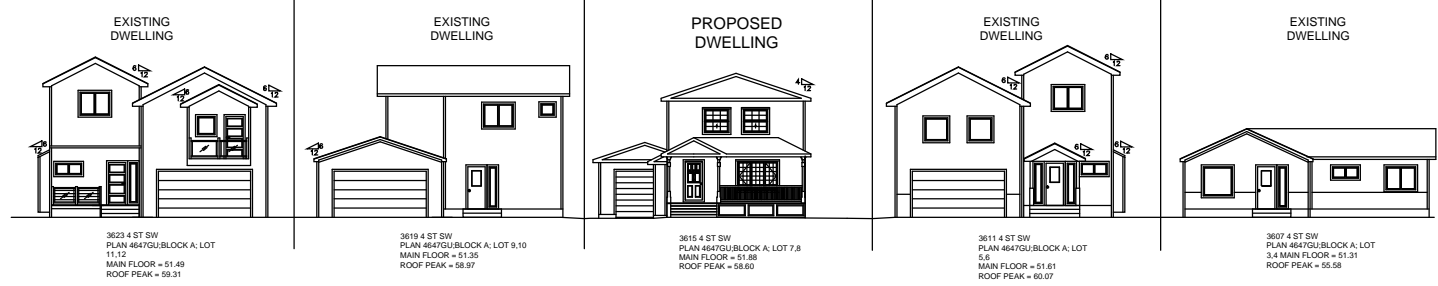 EXISTING
DWELLING
6
12
6
12
6
12
6
12
3623 4 ST SW
PLAN 4647GU;BLOCK A; LOT
11,12
MAIN FLOOR = 51.49
ROOF PEAK = 59.31
EXISTING
DWELLING
6
12
3619 4 ST SW
PLAN 4647GU;BLOCK A; LOT 9,10
MAIN FLOOR = 51.35
ROOF PEAK = 58.97
PROPOSED
DWELLING
4
12
3615 4 ST SW
PLAN 4647GU;BLOCK A; LOT 7,8
MAIN FLOOR = 51.88
ROOF PEAK = 58.60
EXISTING
DWELLING
6
12
6
12
6
12
6
12
3611 4 ST SW
PLAN 4647GU;BLOCK A; LOT
5,6
MAIN FLOOR = 51.61
ROOF PEAK = 60.07
EXISTING
DWELLING
6
12
3607 4 ST SW
PLAN 4647GU;BLOCK A; LOT
3,4 MAIN FLOOR = 51.31
ROOF PEAK = 55.58